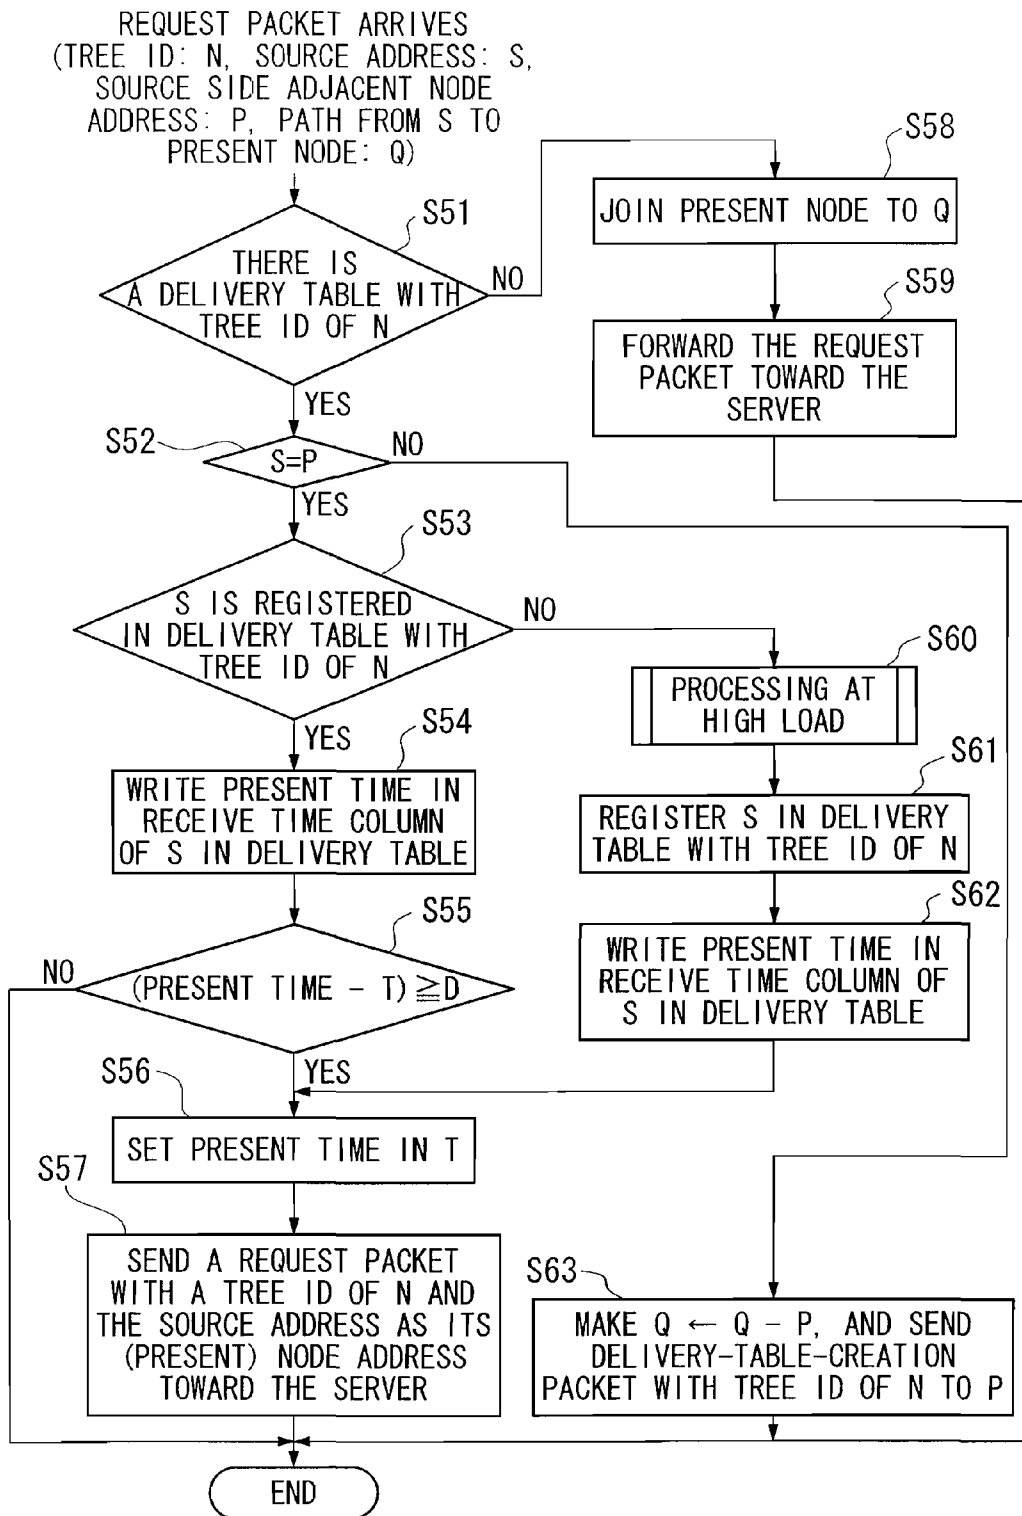 REQUEST PACKET ARRIVES
(TREE ID: N, SOURCE ADDRESS: S,
SOURCE SIDE ADJACENT NODE
ADDRESS: P, PATH FROM S TO
PRESENT NODE: Q)
S51
THERE IS
A DELIVERY TABLE WITH
TREE ID OF N
NO
YES
S58
JOIN PRESENT NODE TO Q
S59
FORWARD THE REQUEST
PACKET TOWARD THE
SERVER
S52
S=P
NO
YES
S53
S IS REGISTERED
IN DELIVERY TABLE WITH
TREE ID OF N
NO
YES
S60
PROCESSING AT
HIGH LOAD
S54
WRITE PRESENT TIME IN
RECEIVE TIME COLUMN
OF S IN DELIVERY TABLE
S61
REGISTER S IN DELIVERY
TABLE WITH TREE ID OF N
S55
(PRESENT TIME - T) ≧D
NO
YES
S62
WRITE PRESENT TIME IN
RECEIVE TIME COLUMN OF
S IN DELIVERY TABLE
S56
SET PRESENT TIME IN T
S57
SEND A REQUEST PACKET
WITH A TREE ID OF N AND
THE SOURCE ADDRESS AS ITS
(PRESENT) NODE ADDRESS
TOWARD THE SERVER
S63
MAKE Q ← Q - P, AND SEND
DELIVERY-TABLE-CREATION
PACKET WITH TREE ID OF N TO P
END